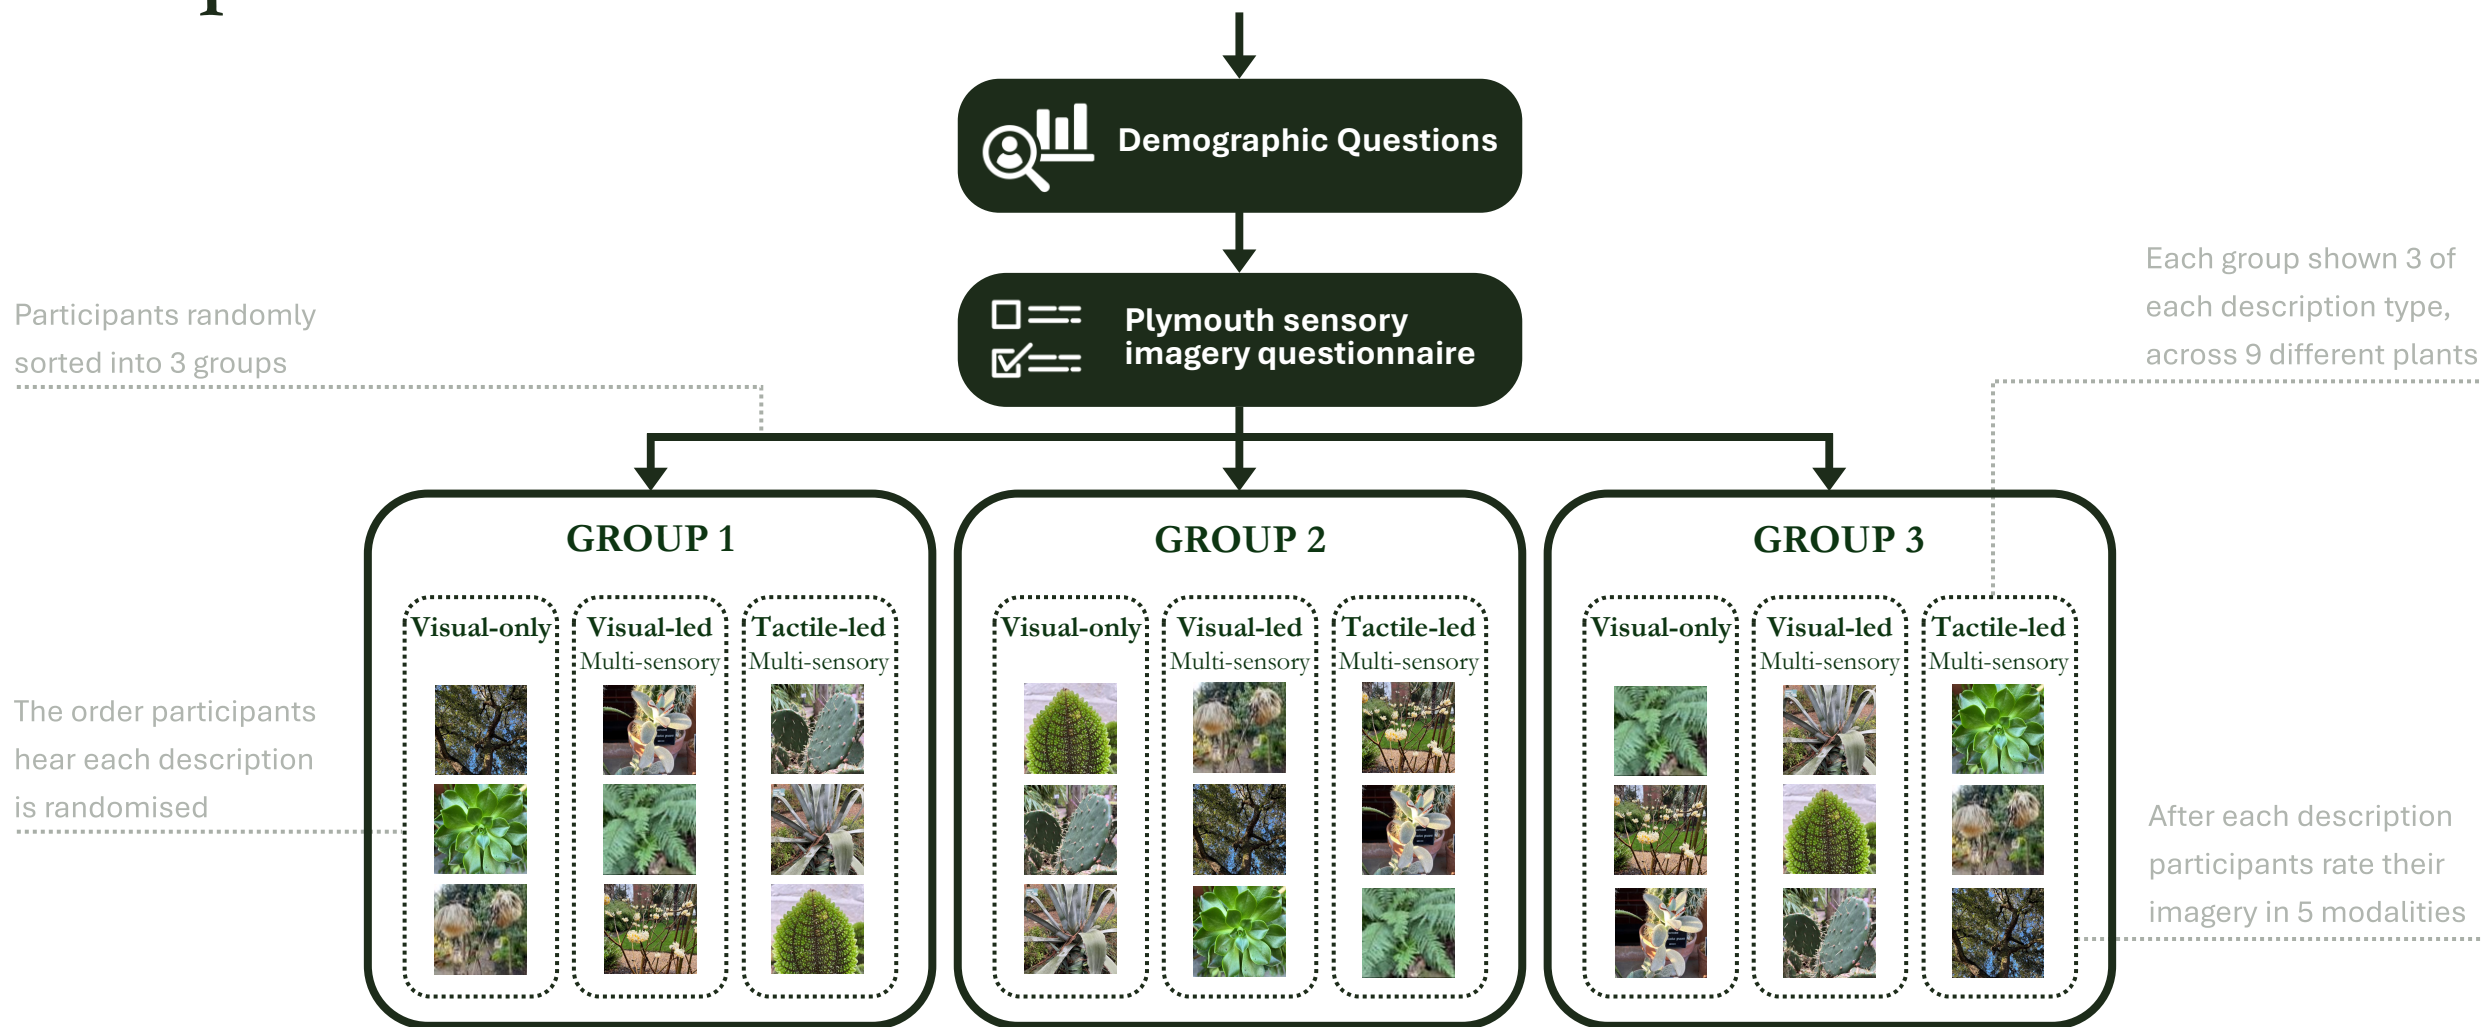 Demographic Questions
Plymouth sensory
imagery questionnaire
Participants randomly
sorted into 3 groups
Each group shown 3 of
each description type,
across 9 different plants
GROUP 1
Visual-only
Visual-led
Multi-sensory
Tactile-led
Multi-sensory
GROUP 2
Visual-only
Visual-led
Multi-sensory
Tactile-led
Multi-sensory
GROUP 3
Visual-only
Visual-led
Multi-sensory
Tactile-led
Multi-sensory
The order participants
hear each description
is randomised
After each description
participants rate their
imagery in 5 modalities